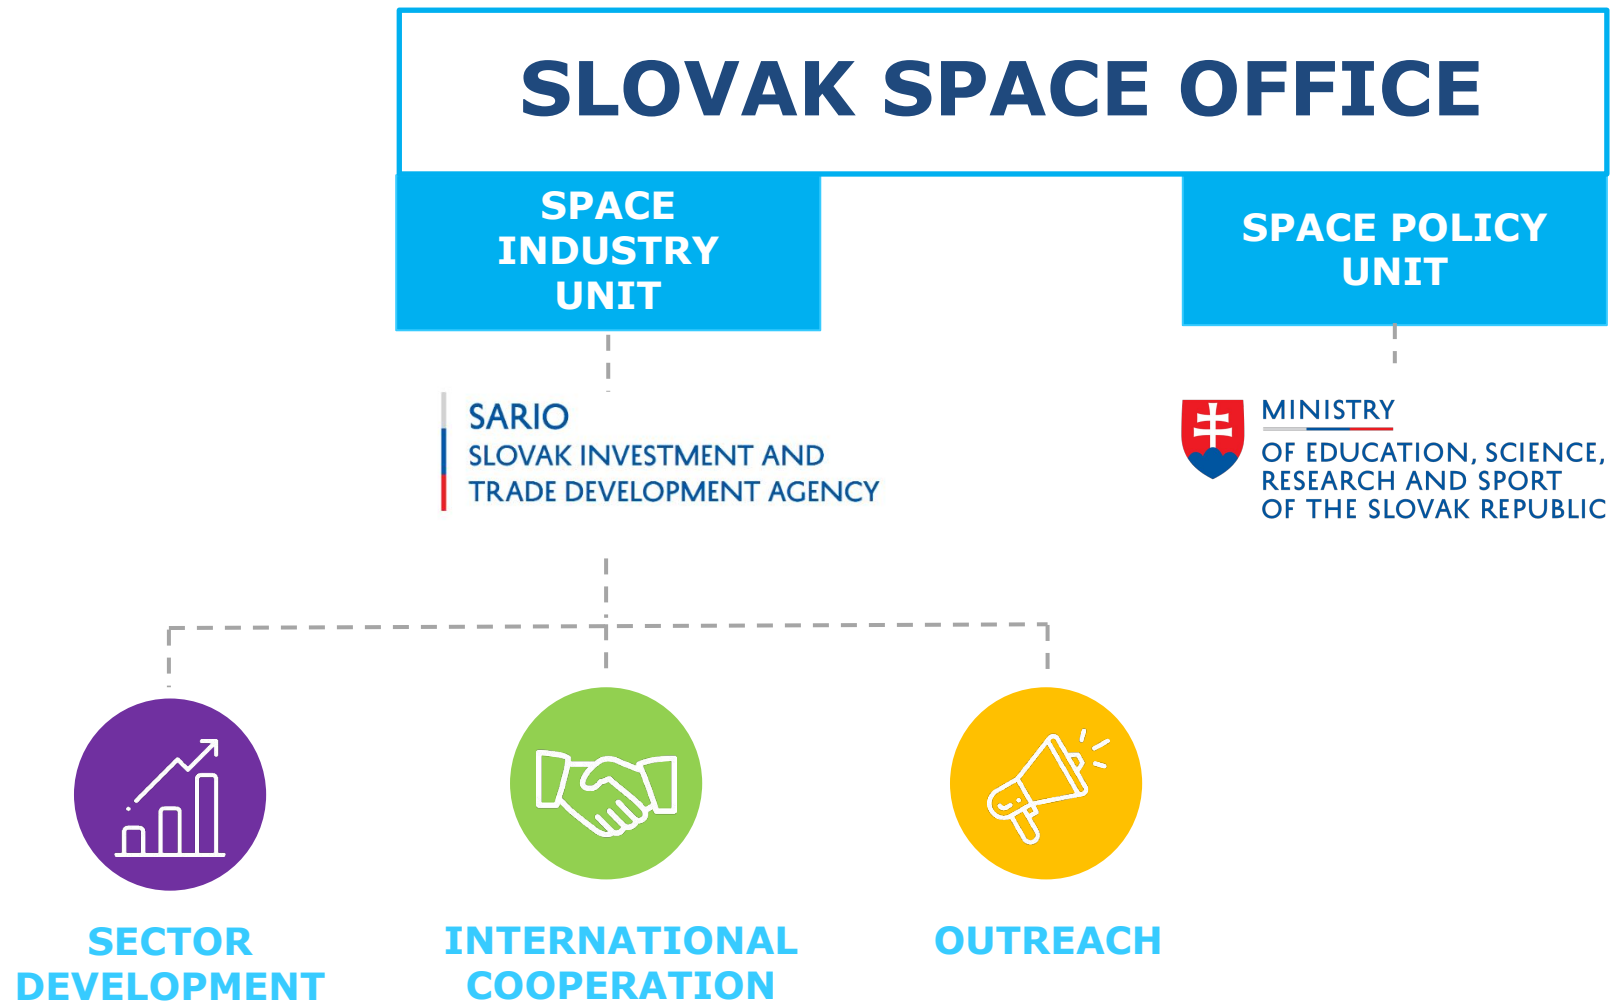 SLOVAK SPACE OFFICE
SPACE
INDUSTRY
UNIT
SPACE POLICY
UNIT
SARIO
SLOVAK INVESTMENT AND
TRADE DEVELOPMENT AGENCY
MINISTRY
OF EDUCATION, SCIENCE,
RESEARCH AND SPORT
OF THE SLOVAK REPUBLIC
SECTOR
DEVELOPMENT
INTERNATIONAL
COOPERATION
OUTREACH